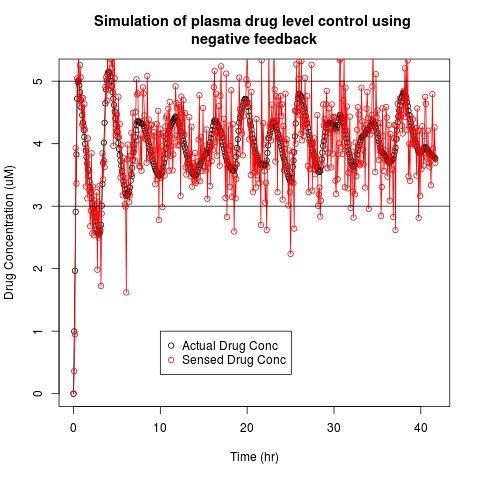 Simulation of plasma drug level control using
negative feedback
Drug Concentration (uM)
5
4
3
2
1
0
Actual Drug Conc
Sensed Drug Conc
0 10 20 30 40
Time (hr)